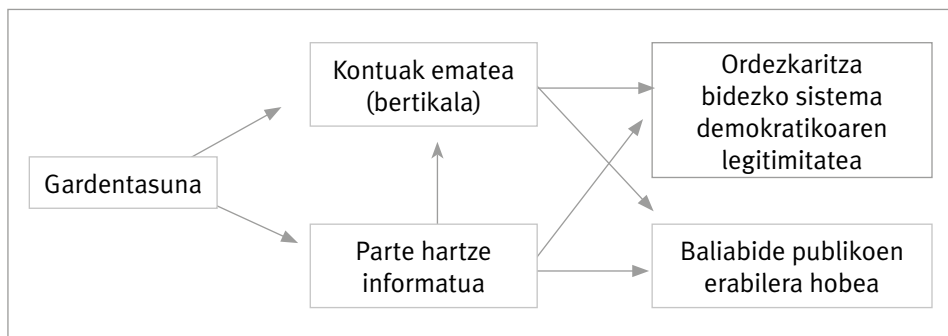 Gardentasuna
Kontuak ematea
(bertikala)
Parte hartze
informatua
Ordezkaritza
bidezko sistema
demokratikoaren
legitimitatea
Baliabide publikoen
erabilera hobea